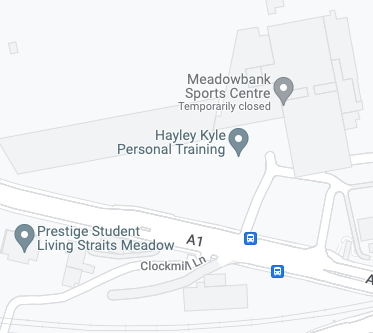 Meadowbank
Sports Centre
Temporarily closed
Hayley Kyle
Personal Training
Prestige Student
Living Straits Meadow
A1
Clockmill Ln
A